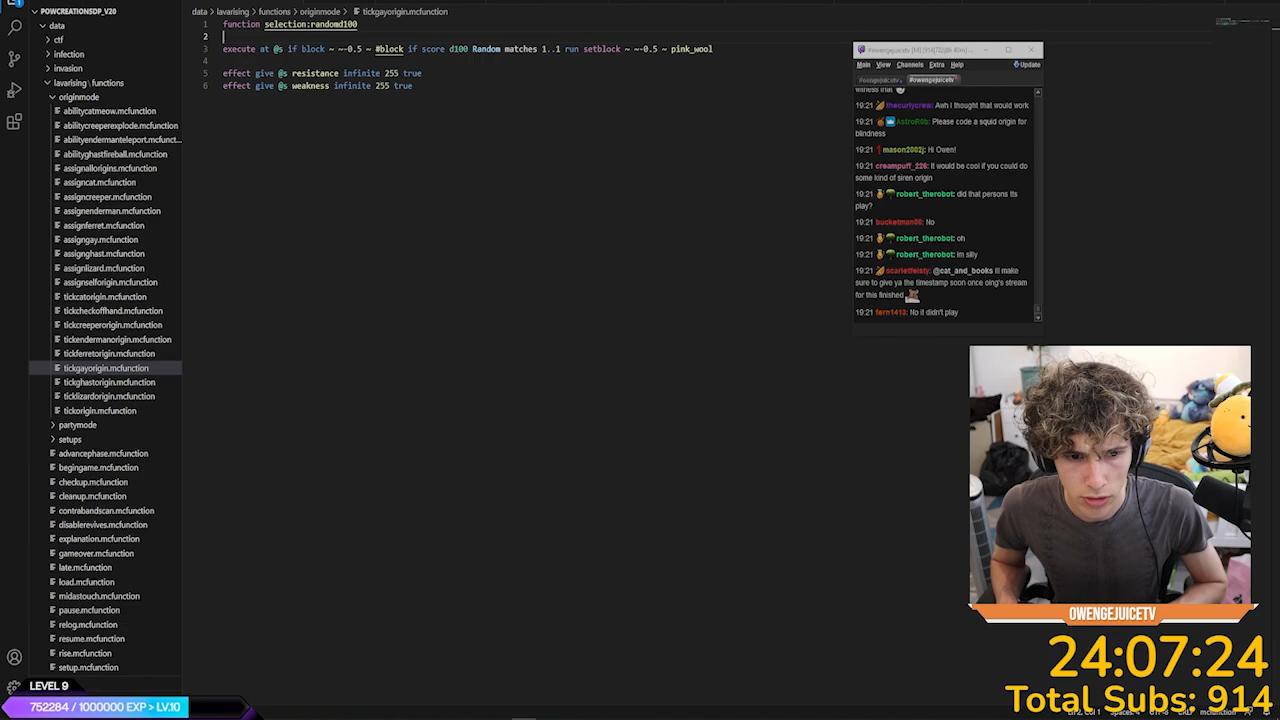 POWCREATIONSDP_V20
data
ctf
infection
invasion
lavarising \ functions
originmode
abilitycatmeow.mcfunction
abilitycreeperexplode.mcfunction
abilityendermanteleport.mcfunct...
abilityghastfireball.mcfunction
assignallorigins.mcfunction
assigncat.mcfunction
assigncreeper.mcfunction
assignenderman.mcfunction
assignferret.mcfunction
assigngay.mcfunction
assignghast.mcfunction
assignlizard.mcfunction
assignselforigin.mcfunction
tickcatorigin.mcfunction
tickcheckoffhand.mcfunction
tickcreeperorigin.mcfunction
tickendermanorigin.mcfunction
tickferretorigin.mcfunction
tickgayorigin.mcfunction
tickghastorigin.mcfunction
ticklizardorigin.mcfunction
tickorigin.mcfunction
partymode
setups
advancephase.mcfunction
begingame.mcfunction
checkup.mcfunction
cleanup.mcfunction
contrabandscan.mcfunction
disablerevives.mcfunction
explanation.mcfunction
gameover.mcfunction
late.mcfunction
load.mcfunction
midastouch.mcfunction
pause.mcfunction
relog.mcfunction
resume.mcfunction
rise.mcfunction
setup.mcfunction
data > lavarising > functions > originmode > tickgayorigin.mcfunction
1 function selection:randomd100
2
3 execute at @s if block ~ ~-0.5 ~ #block if score d100 Random matches 1..1 run setblock ~ ~-0.5 ~ pink_wool
4
5 effect give @s resistance infinite 255 true
6 effect give @s weakness infinite 255 true
Main View Channels Extra Help Update
#owengejuicetv #owengejuicetv
witness that
19:21 thecurlycrew: Awh I thought that would work
19:21 AstroR0b: Please code a squid origin for
blindness
19:21 mason2002j: Hi Owen!
19:21 creampuff_226: It would be cool if you could do
some kind of siren origin
19:21 robert_therobot: did that persons tts
play?
19:21 bucketman00: No
19:21 robert_therobot: oh
19:21 robert_therobot: im silly
19:21 scarletfeisty: @cat_and_books Ill make
sure to give ya the timestamp soon once oing's stream
for this finished
19:21 fern1413: No it didn't play
OWENGEJUICETV
24:07:24
Total Subs: 914
LEVEL 9
752284 / 1000000 EXP > LV.10